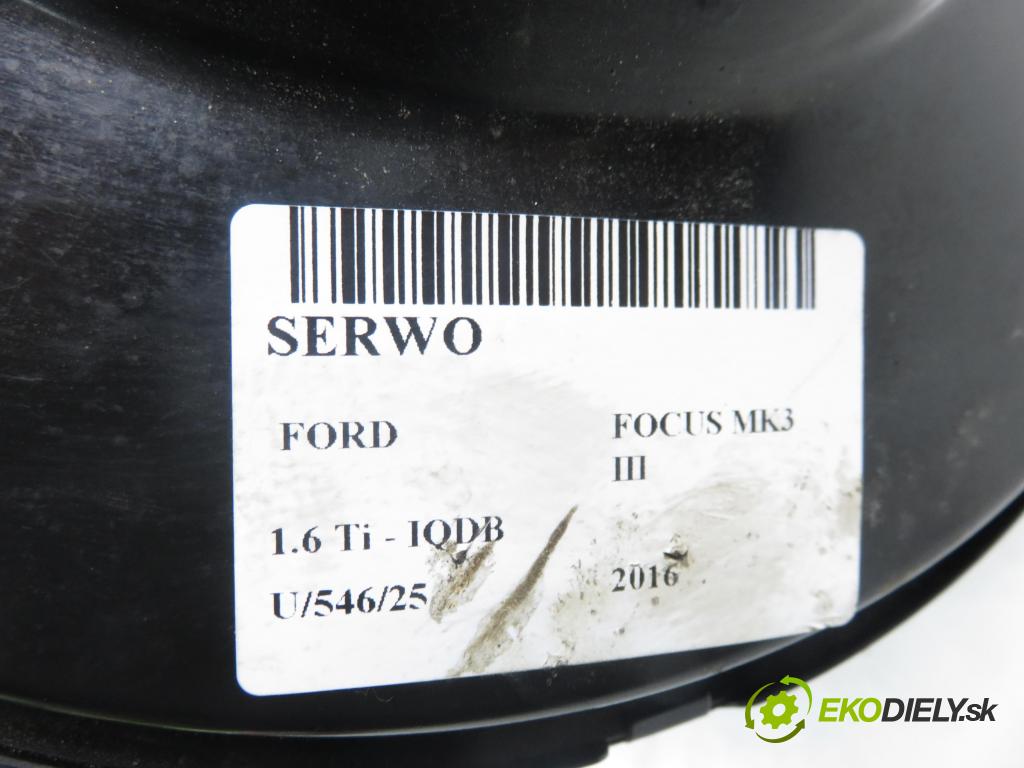 SERWO
FORD
FOCUS MK3
III
1.6 Ti - IQDB
U/546/25
2016
EKODIELY.sk